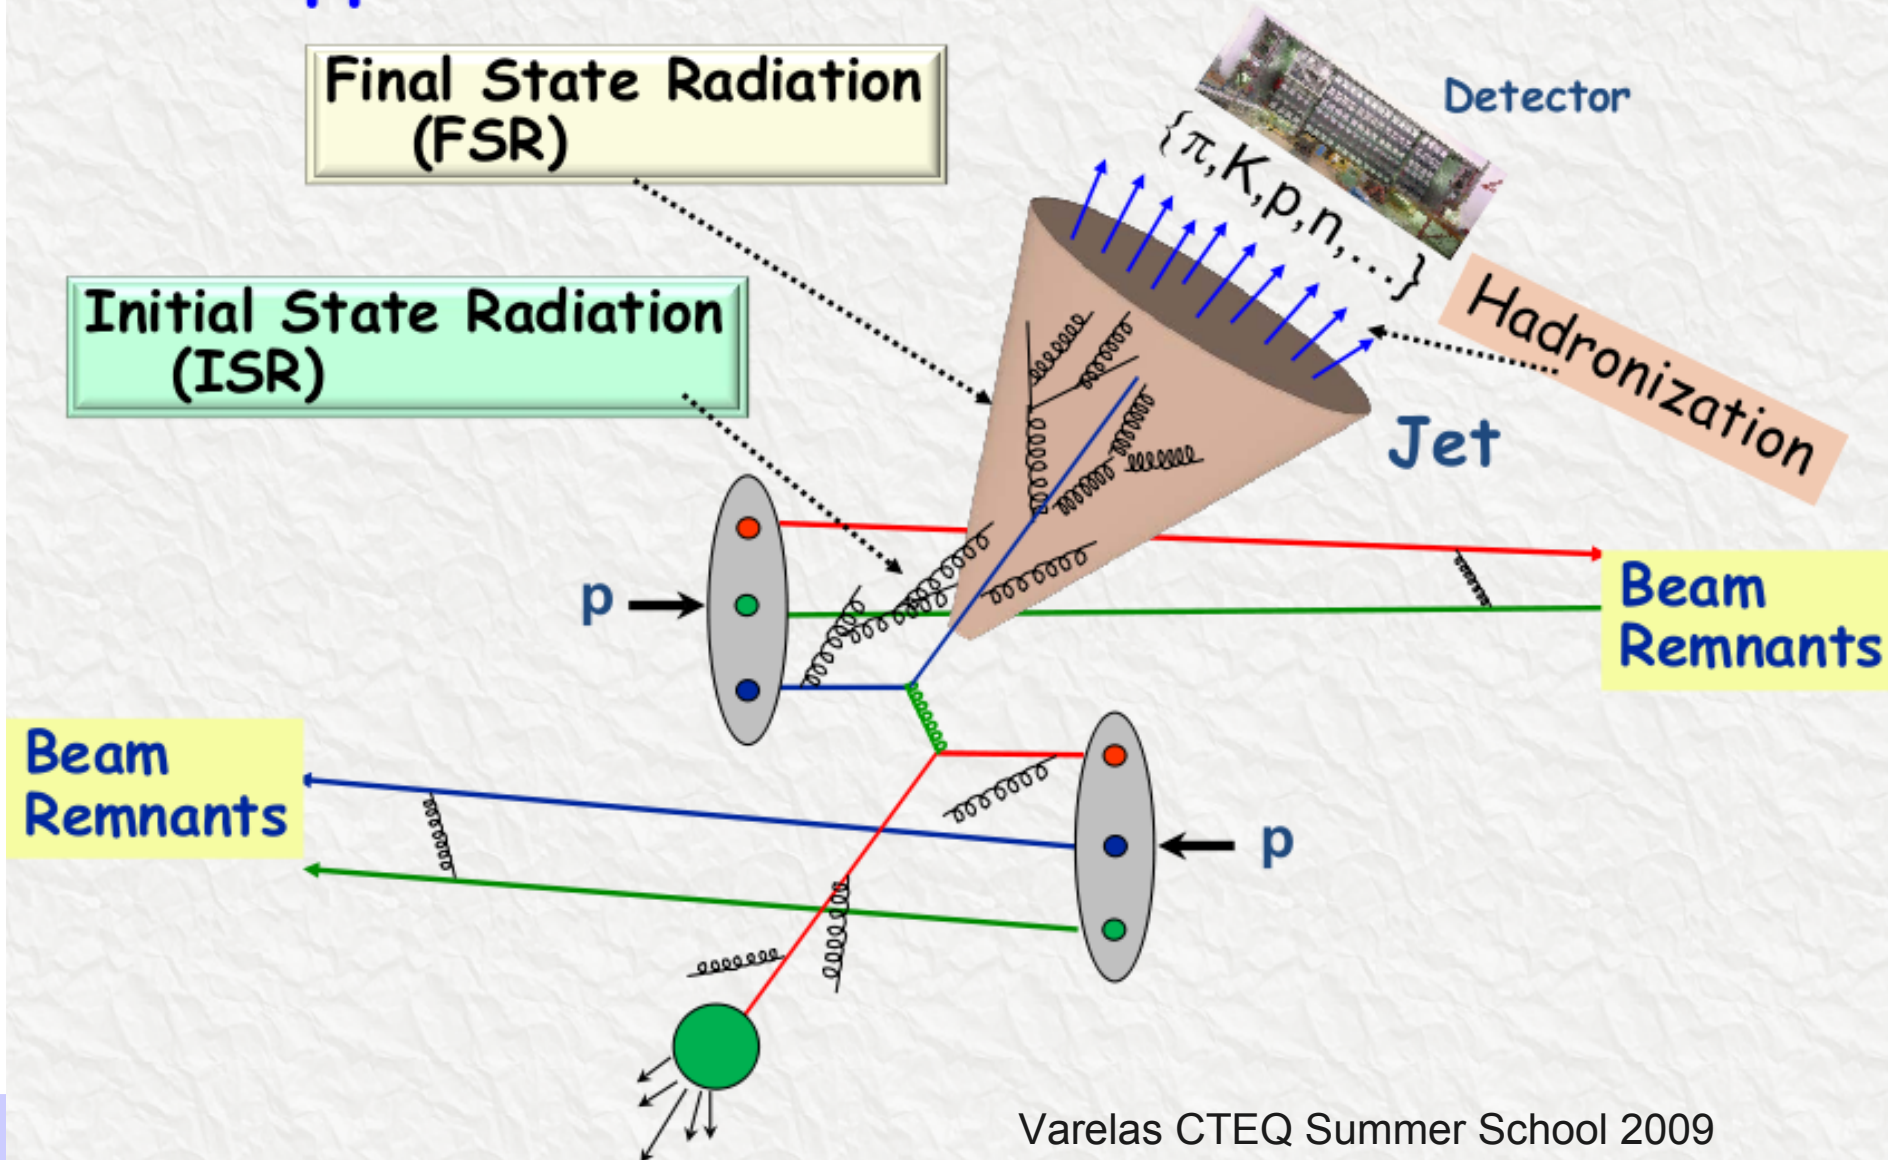 Final State Radiation
(FSR)
Detector
{π,K,p,n,...}
Initial State Radiation
(ISR)
Hadronization
Jet
p
Beam
Remnants
Beam
Remnants
p
Varelas CTEQ Summer School 2009